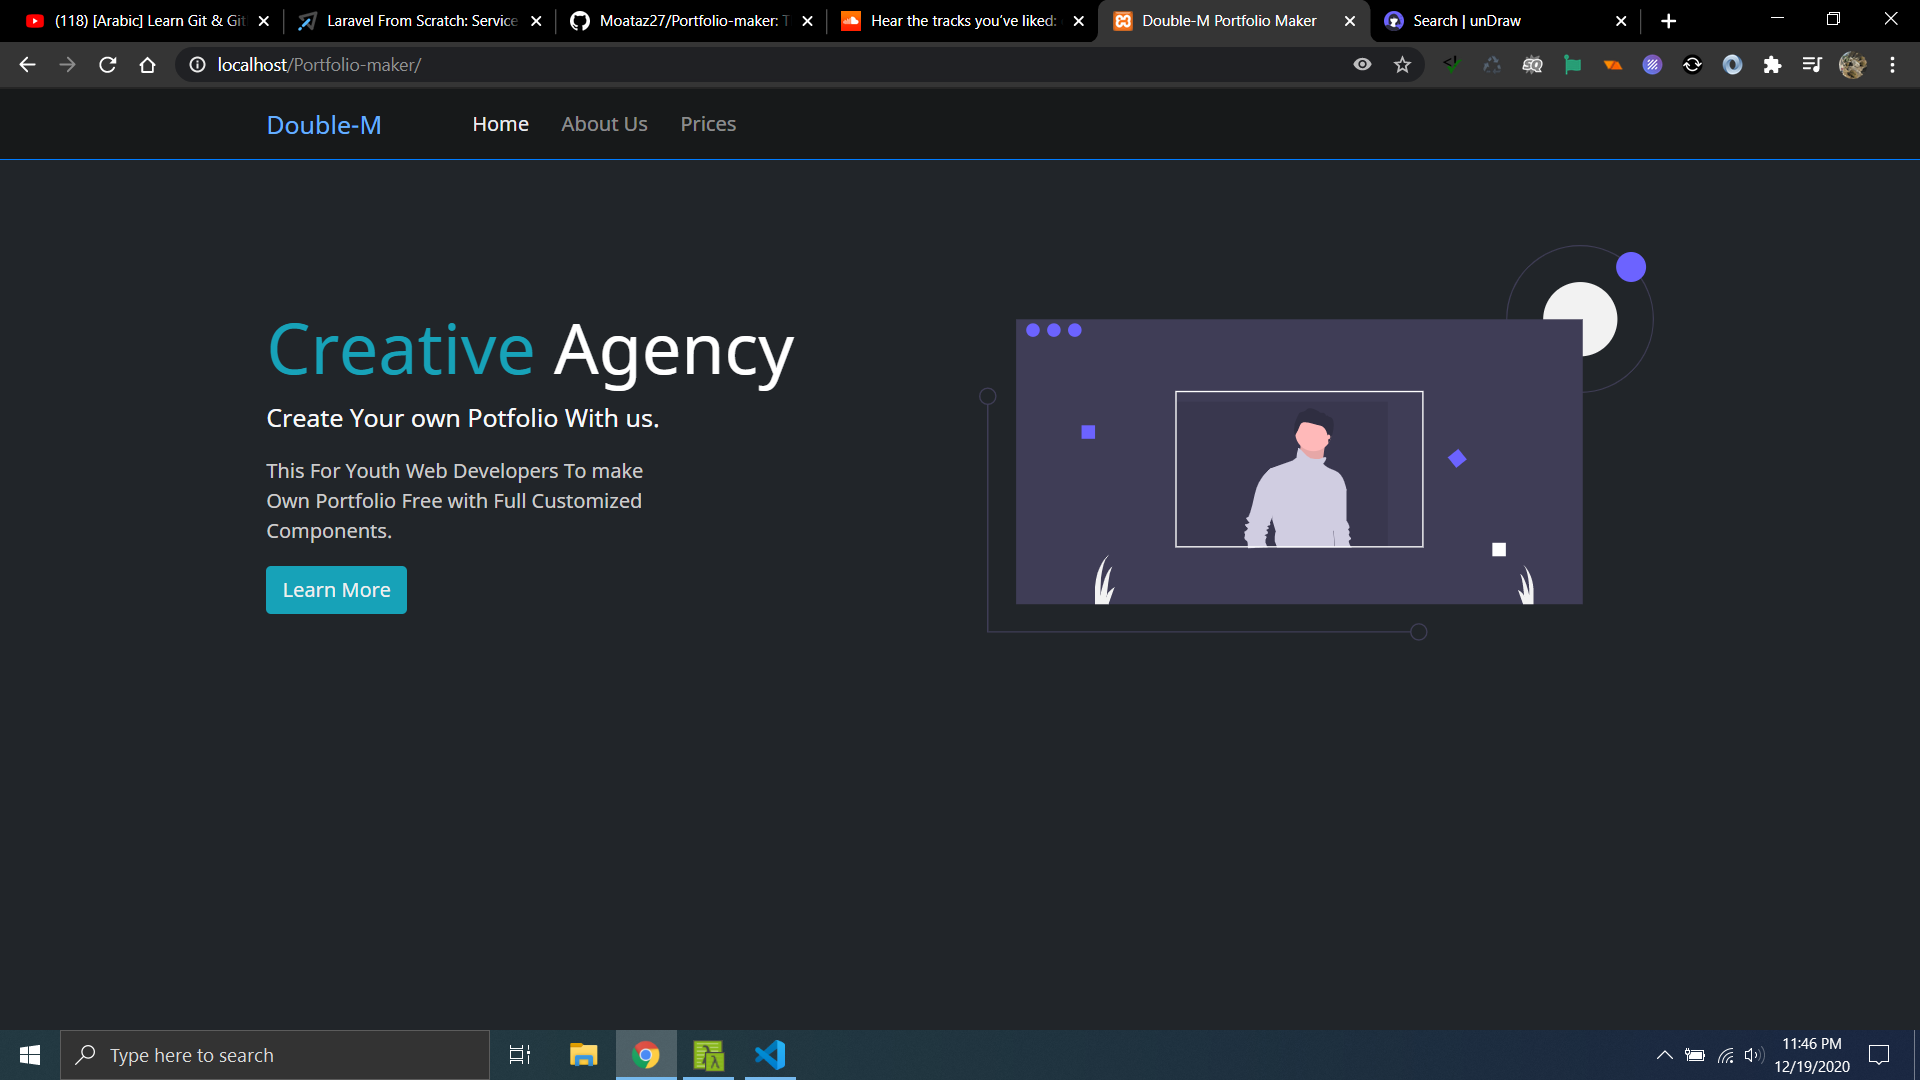 (118) [Arabic] Learn Git & Git
Laravel From Scratch: Service
Moataz27/Portfolio-maker: T
Hear the tracks you've liked:
Double-M Portfolio Maker
Search | unDraw
localhost/Portfolio-maker/
Double-M
Home
About Us
Prices
Creative Agency
Create Your own Potfolio With us.
This For Youth Web Developers To make
Own Portfolio Free with Full Customized
Components.
Learn More
Type here to search
11:46 PM
12/19/2020